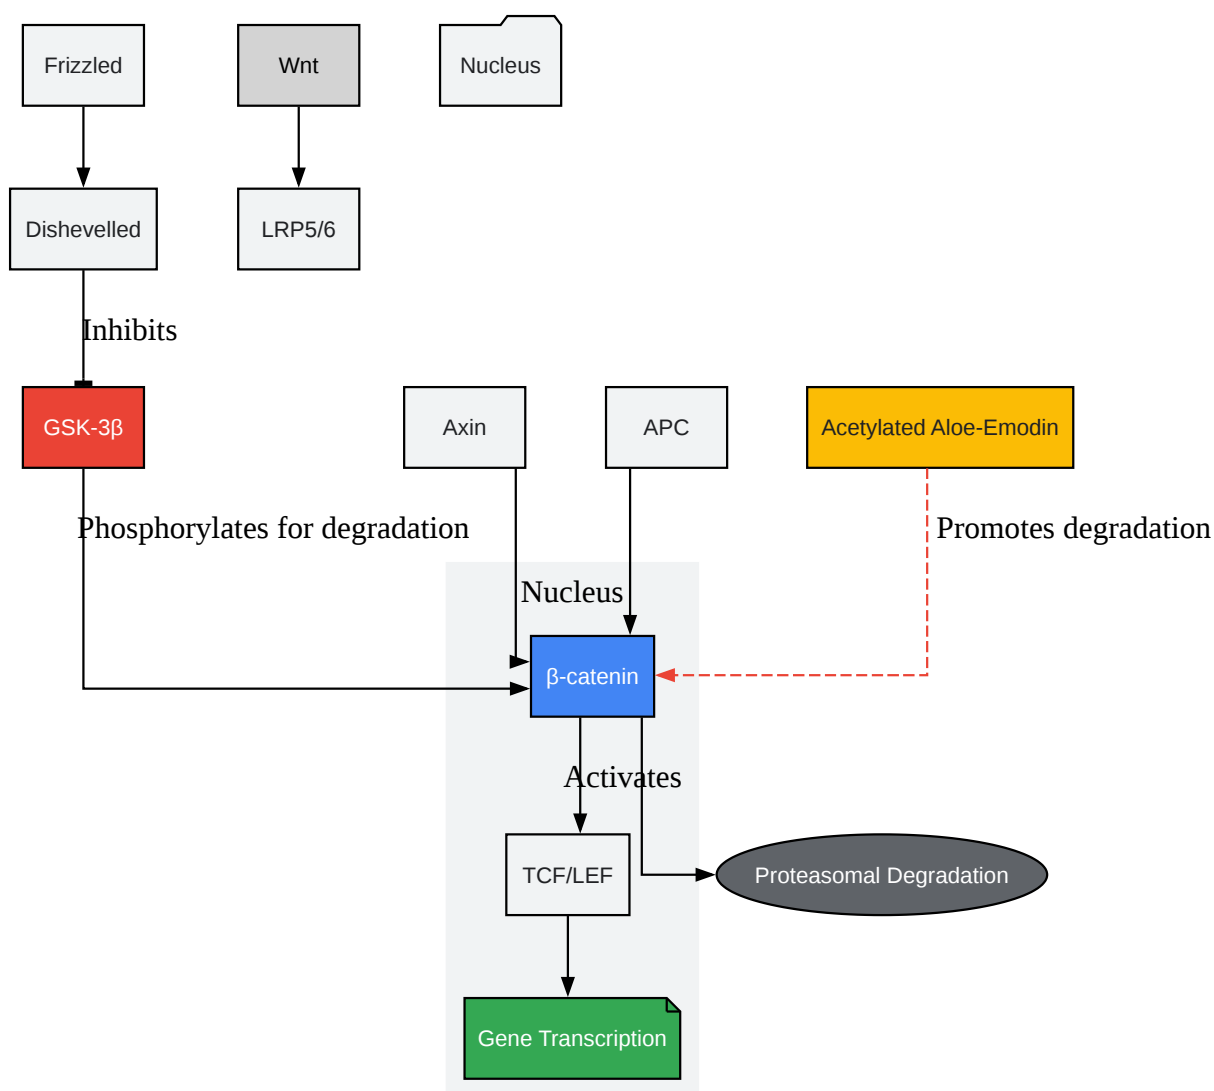 Frizzled
Wnt
Nucleus
Dishevelled
LRP5/6
Inhibits
GSK-3β
Axin
APC
Acetylated Aloe-Emodin
Phosphorylates for degradation
Promotes degradation
Nucleus
β-catenin
Activates
TCF/LEF
Proteasomal Degradation
Gene Transcription